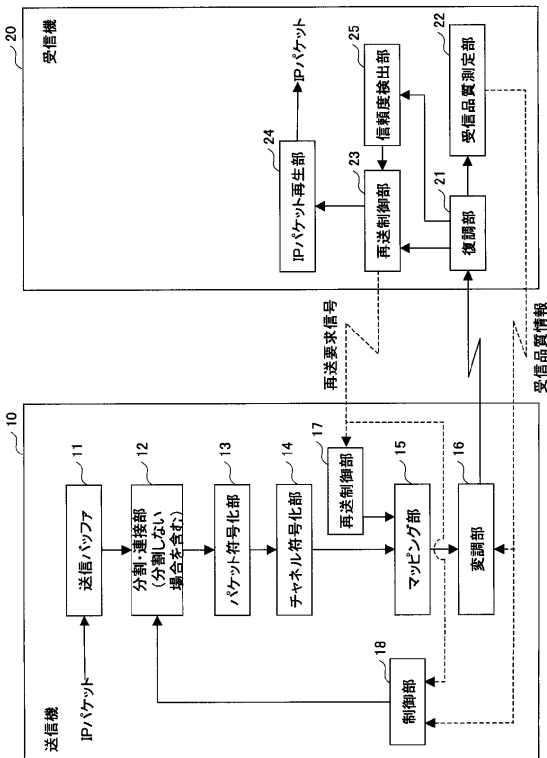 10
送信機
IPパケット
11
送信バッファ
12
分割・連接部
(分割しない
場合を含む)
13
パケット符号化部
14
チャネル符号化部
17
再送制御部
15
マッピング部
16
変調部
18
制御部
再送要求信号
受信品質情報
20
受信機
21
復調部
22
受信品質測定部
23
再送制御部
25
信頼度検出部
24
IPパケット再生部
IPパケット